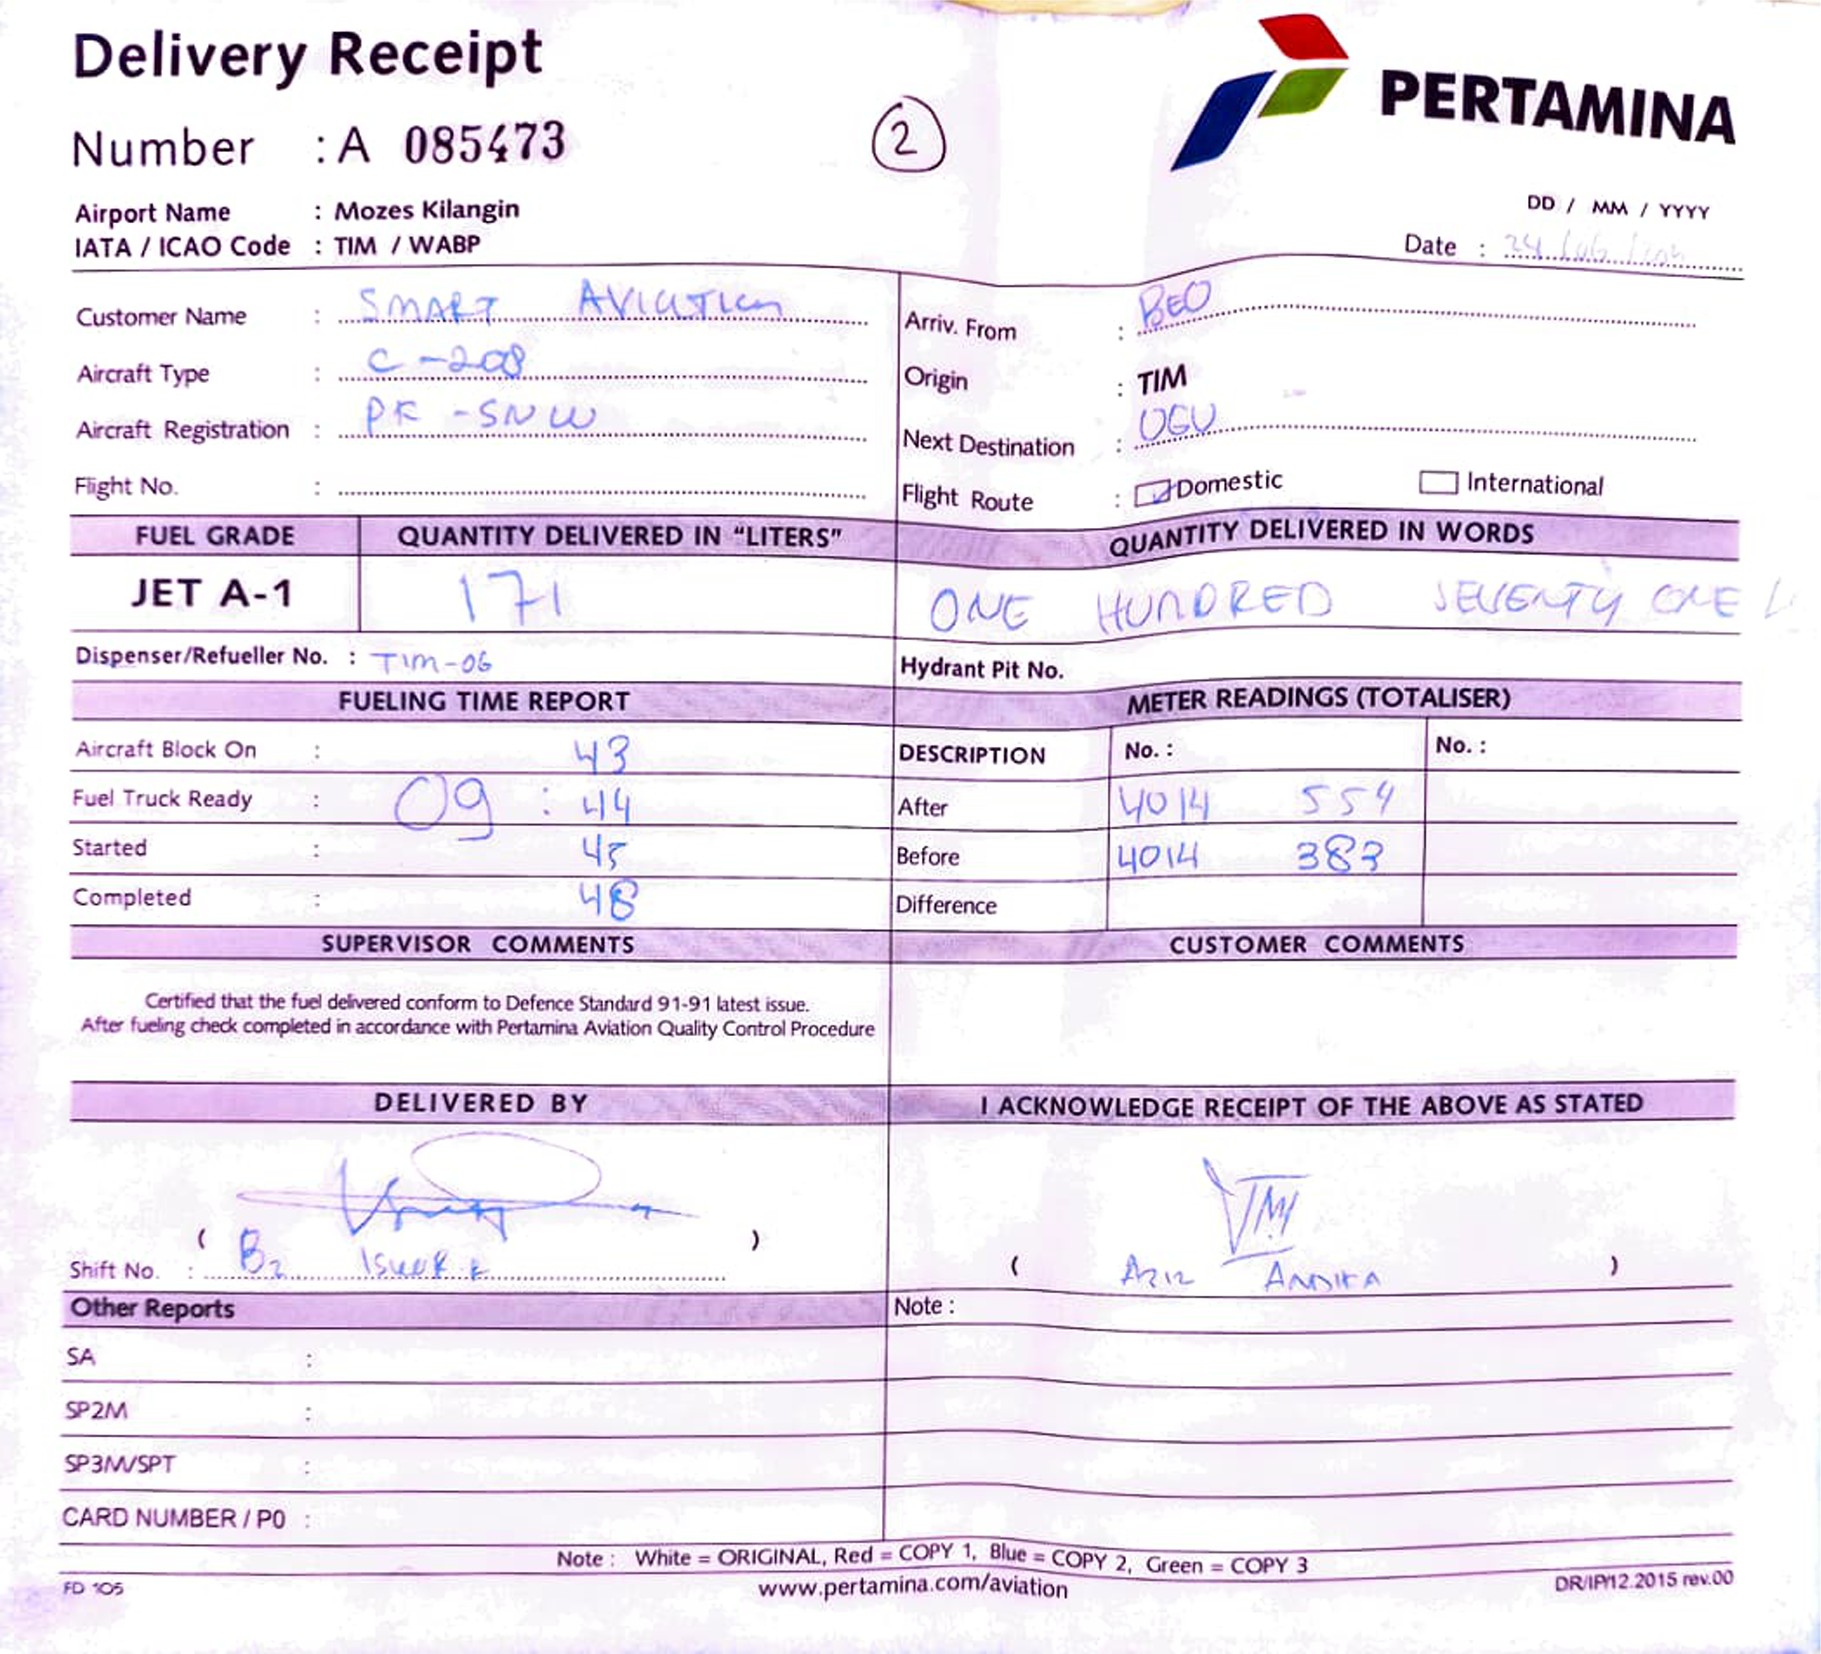 Delivery Receipt
PERTAMINA
Number : A 085473
2
Airport Name : Mozes Kilangin
IATA / ICAO Code : TIM / WABP
DD / MM / YYYY
Date : 24 /
Customer Name : SMART AVIATION
Aircraft Type : C-208
Aircraft Registration : PK-SNW
Flight No. :
Arriv. From : BEO
Origin : TIM
Next Destination : UGU
Flight Route : Domestic International
FUEL GRADE QUANTITY DELIVERED IN “LITERS” QUANTITY DELIVERED IN WORDS
JET A-1 171 ONE HUNDRED SEVENTY ONE L
Dispenser/Refueller No. : TIM-06 Hydrant Pit No.
FUELING TIME REPORT METER READINGS (TOTALISER)
Aircraft Block On : 43 DESCRIPTION No. : No. :
Fuel Truck Ready : 09 : 44 After 4014 554
Started : 45 Before 4014 383
Completed : 48 Difference
SUPERVISOR COMMENTS CUSTOMER COMMENTS
Certified that the fuel delivered conform to Defence Standard 91-91 latest issue.
After fueling check completed in accordance with Pertamina Aviation Quality Control Procedure
DELIVERED BY I ACKNOWLEDGE RECEIPT OF THE ABOVE AS STATED
( )
Shift No. : B2
( AZIZ ANDIKA )
Other Reports Note :
SA :
SP2M :
SP3M/SPT :
CARD NUMBER / PO :
Note : White = ORIGINAL, Red = COPY 1, Blue = COPY 2, Green = COPY 3
FD 105 www.pertamina.com/aviation DR/IP/12.2015 rev.00